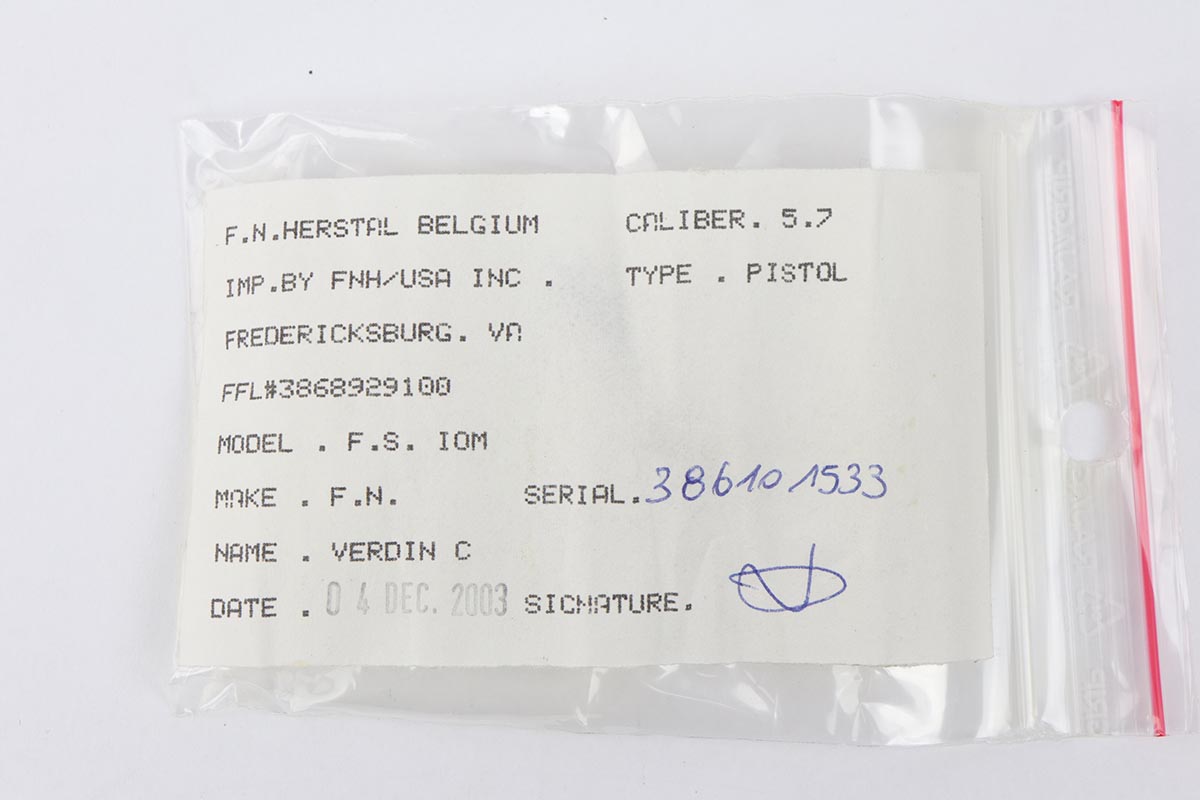 F.N.HERSTAL BELGIUM CALIBER. 5.7
IMP.BY FNH/USA INC . TYPE . PISTOL
FREDERICKSBURG. VA
FFL#3868929100
MODEL . F.S. IOM
MAKE . F.N. SERIAL. 386101533
NAME . VERDIN C
DATE . 04 DEC. 2003 SIGNATURE.